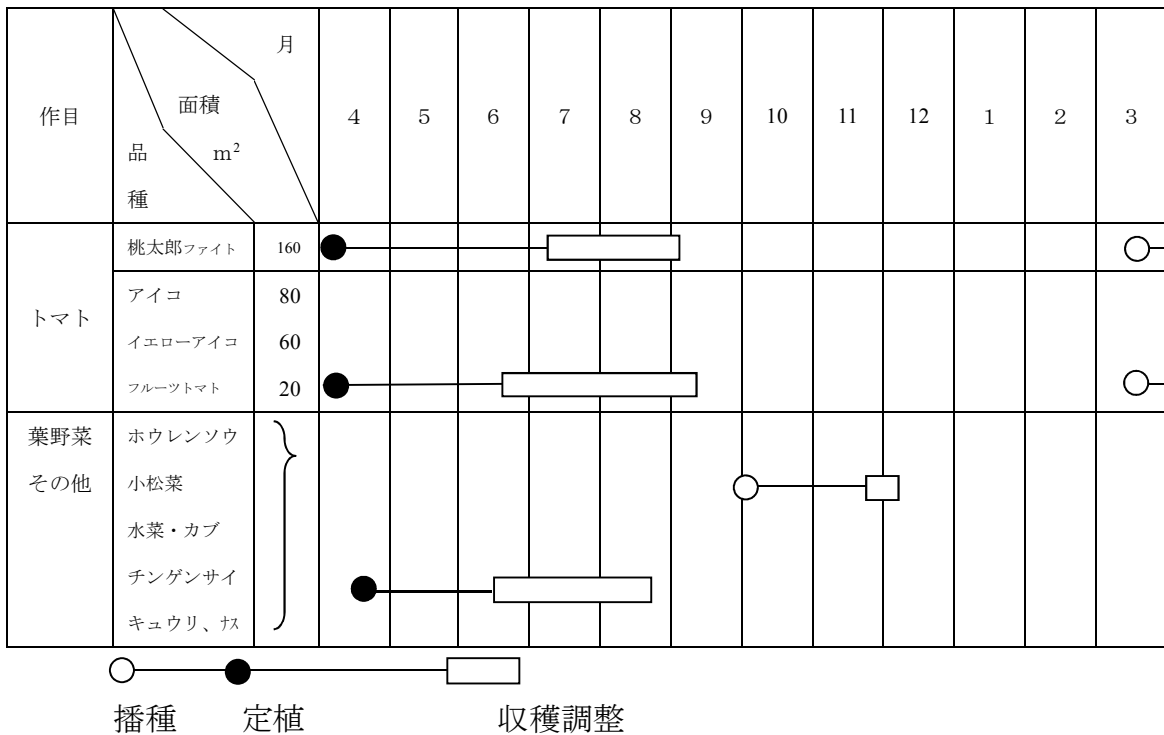 月
面積
作目 4 5 6 7 8 9 10 11 12 1 2 3
品 m²
種
桃太郎ファイト 160
アイコ 80
トマト
イエローアイコ 60
フルーツトマト 20
葉野菜 ホウレンソウ
その他 小松菜
水菜・カブ
チンゲンサイ
キュウリ、ナス
播種 定植 収穫調整